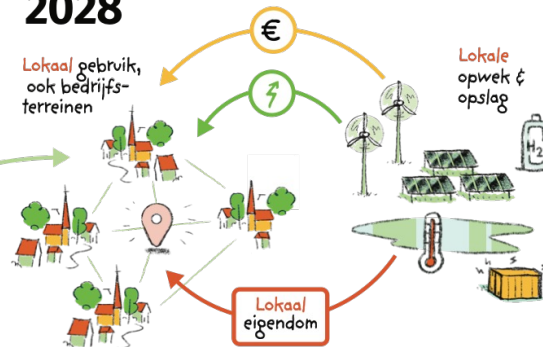 2028
Lokaal gebruik,
ook bedrijfs-
terreinen
€
Lokale
opwek &
opslag
H2
Lokaal
eigendom